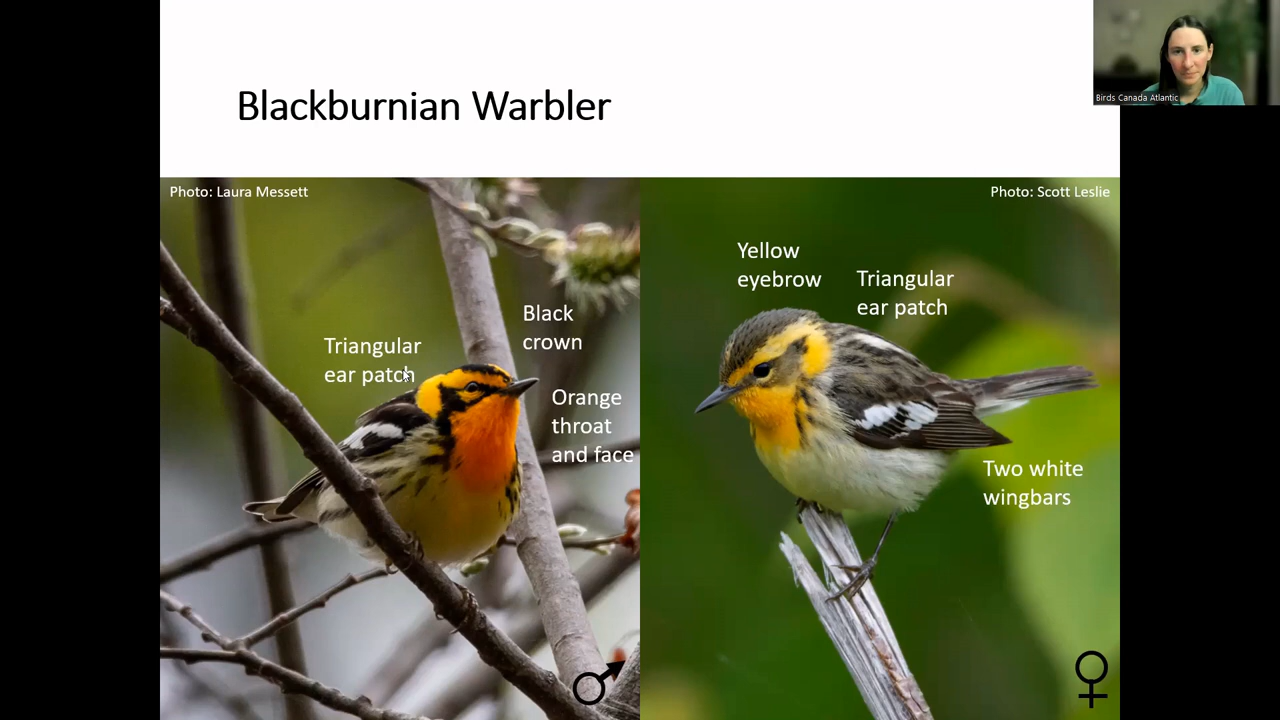 Blackburnian Warbler
Birds Canada Atlantic
Photo: Laura Messett
Triangular
ear patch
Black
crown
Orange
throat
and face
Photo: Scott Leslie
Yellow
eyebrow
Triangular
ear patch
Two white
wingbars